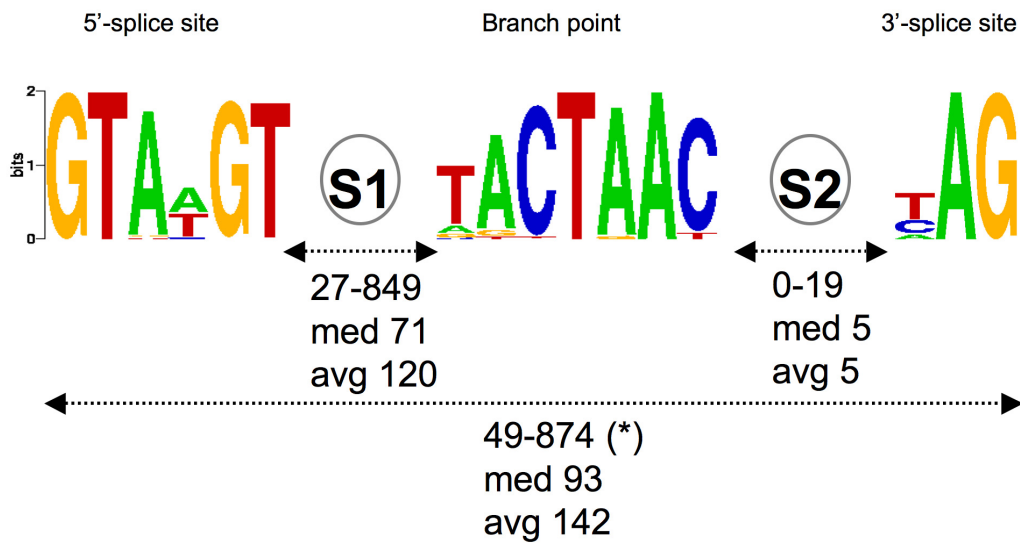 5’-splice site
Branch point
3’-splice site
2
1
0
bits
GTAAGT
T
S1
TACTAAC
A
G
G
T
S2
TAG
C
A
27-849
med 71
avg 120
0-19
med 5
avg 5
49-874 (*)
med 93
avg 142